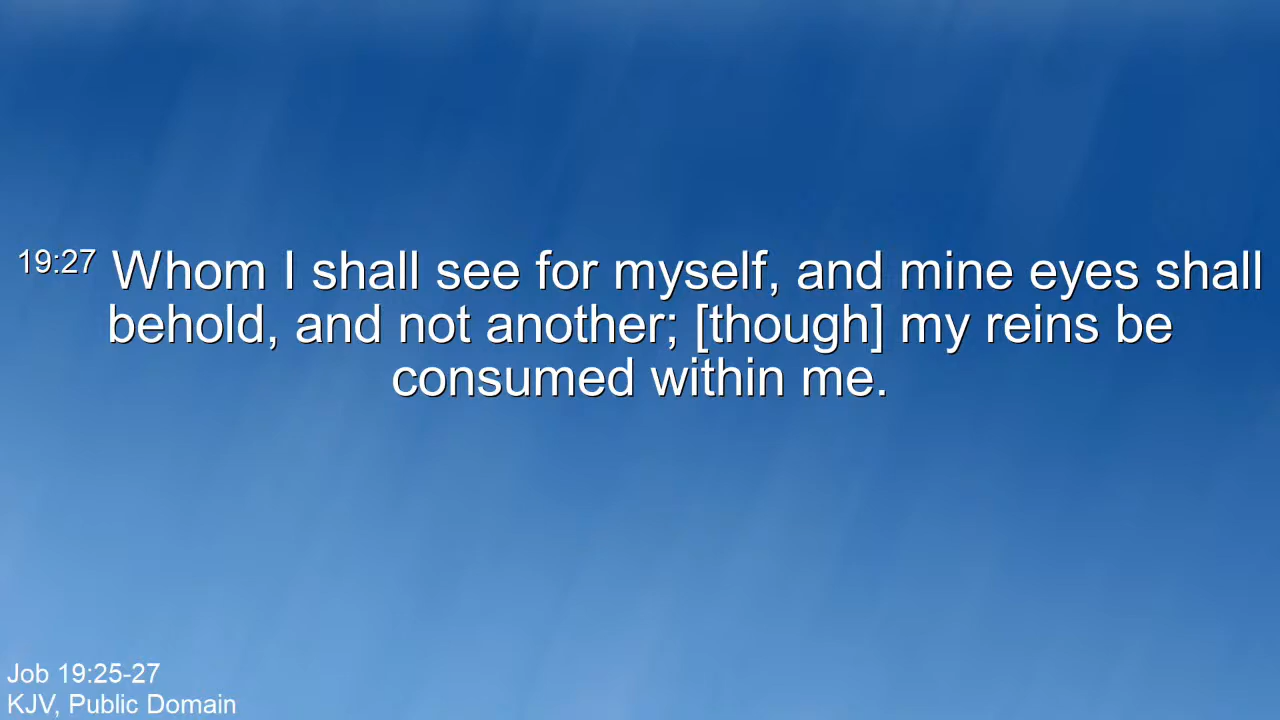 19:27 Whom I shall see for myself, and mine eyes shall
behold, and not another; [though] my reins be
consumed within me.
Job 19:25-27
KJV, Public Domain